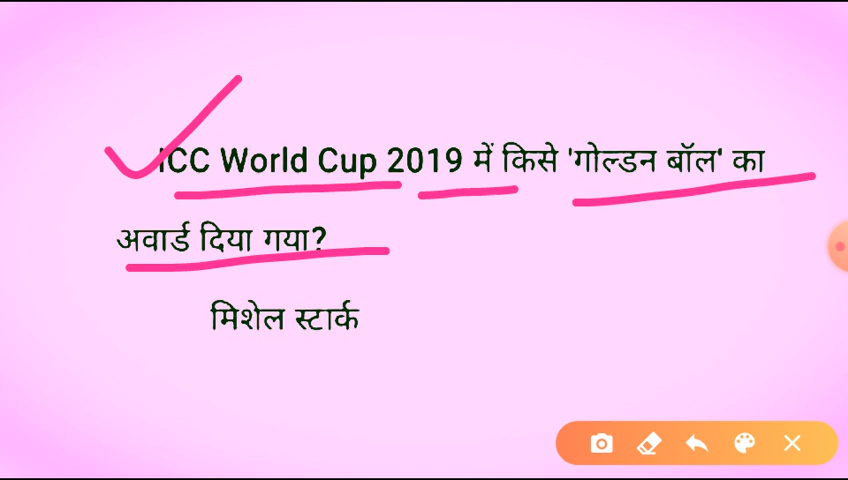 ICC World Cup 2019 में किसे 'गोल्डन बॉल' का
अवार्ड दिया गया?
मिशेल स्टार्क